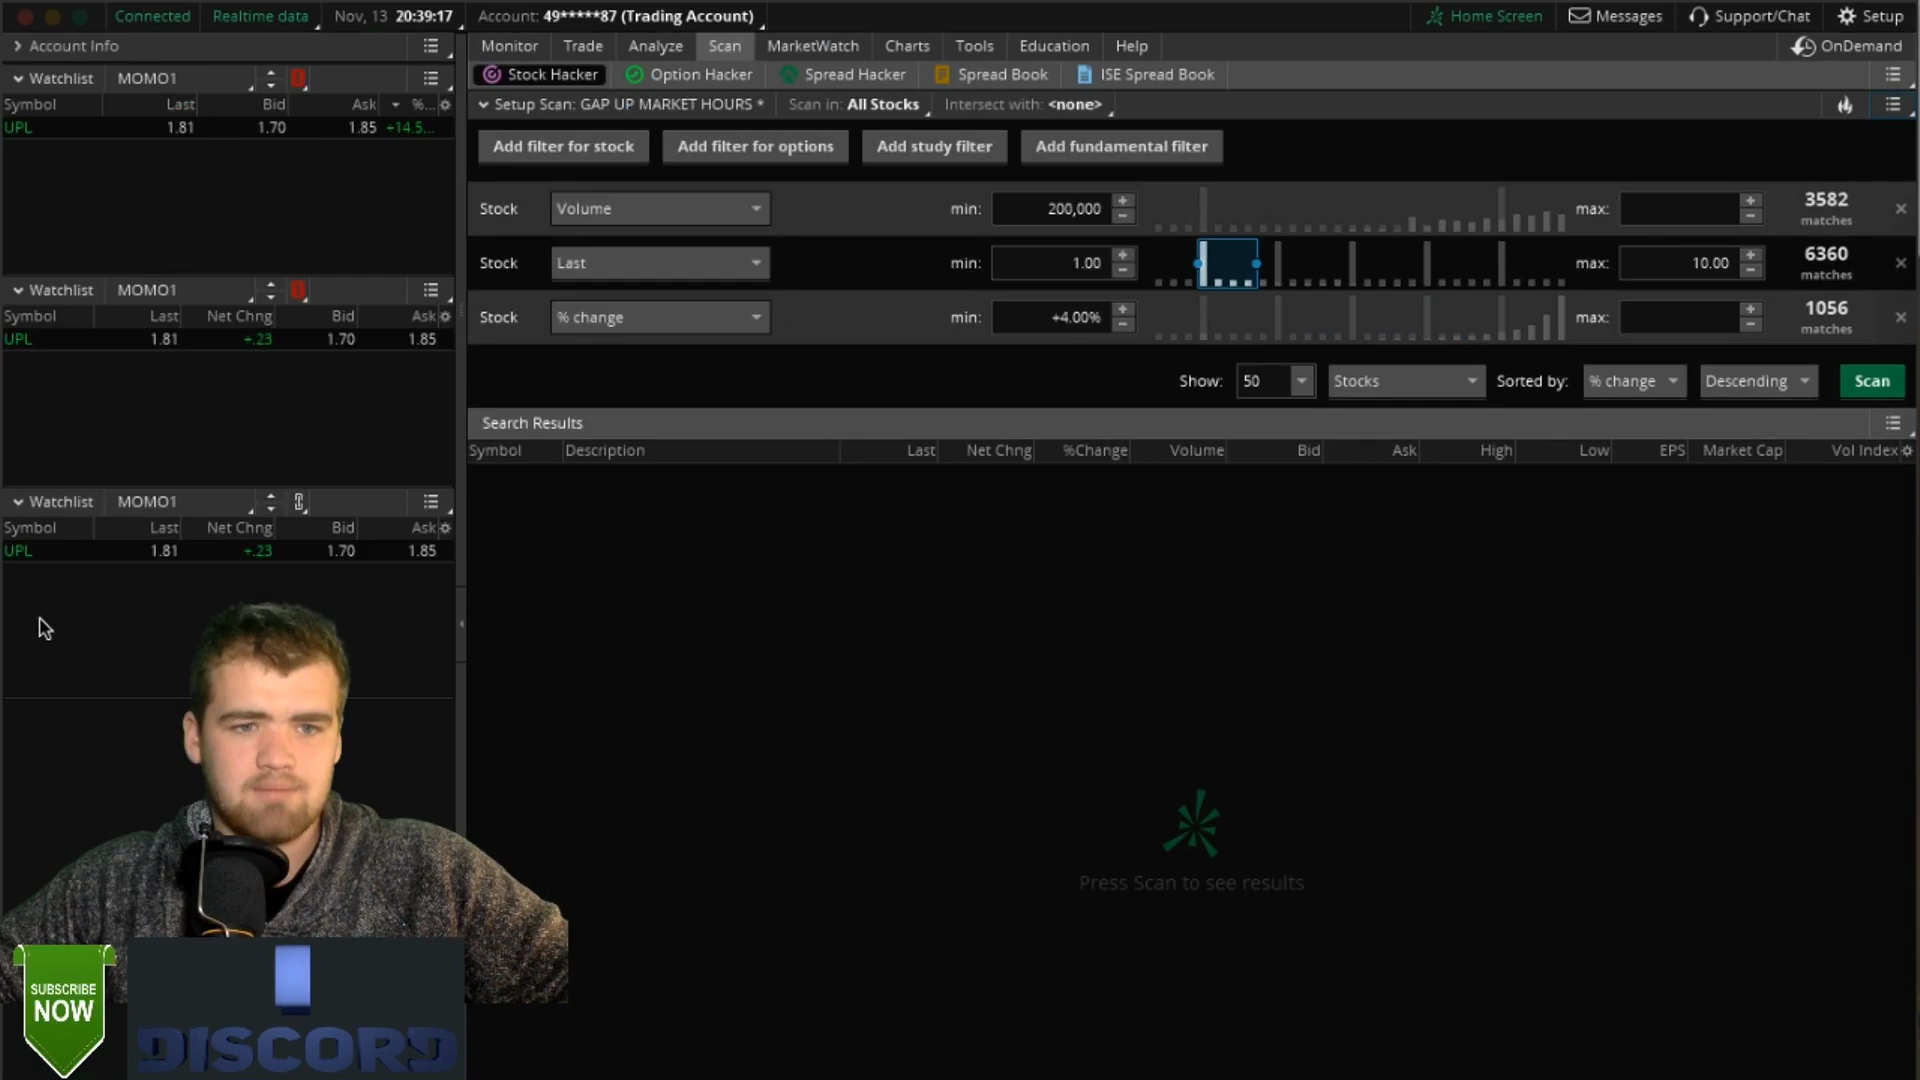 Connected Realtime data Nov, 13 20:39:17 Account: 49*****87 (Trading Account) Home Screen Messages Support/Chat Setup
Account Info Monitor Trade Analyze Scan MarketWatch Charts Tools Education Help OnDemand
Watchlist MOMO1 Stock Hacker Option Hacker Spread Hacker Spread Book ISE Spread Book
Symbol Last Bid Ask %... Setup Scan: GAP UP MARKET HOURS * Scan in: All Stocks Intersect with: <none>
UPL 1.81 1.70 1.85 +14.5...
Add filter for stock Add filter for options Add study filter Add fundamental filter
Stock Volume min: 200,000 max: 3582 matches
Stock Last min: 1.00 max: 10.00 6360 matches
Watchlist MOMO1
Symbol Last Net Chng Bid Ask
Stock % change min: +4.00% max: 1056 matches
UPL 1.81 +.23 1.70 1.85
Show: 50 Stocks Sorted by: % change Descending Scan
Search Results
Symbol Description Last Net Chng %Change Volume Bid Ask High Low EPS Market Cap Vol Index
Watchlist MOMO1
Symbol Last Net Chng Bid Ask
UPL 1.81 +.23 1.70 1.85
Press Scan to see results
SUBSCRIBE
NOW
DISCORD